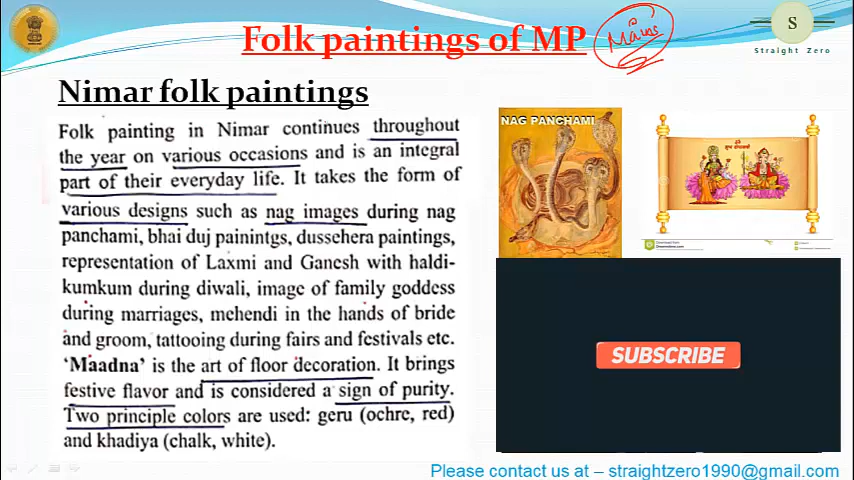 Folk paintings of MP
Mains
S
Straight Zero
Nimar folk paintings
Folk painting in Nimar continues throughout
the year on various occasions and is an integral
part of their everyday life. It takes the form of
various designs such as nag images during nag
panchami, bhai duj painintgs, dussehera paintings,
representation of Laxmi and Ganesh with haldi-
kumkum during diwali, image of family goddess
during marriages, mehendi in the hands of bride
and groom, tattooing during fairs and festivals etc.
'Maadna' is the art of floor decoration. It brings
festive flavor and is considered a sign of purity.
Two principle colors are used: geru (ochre, red)
and khadiya (chalk, white).
NAG PANCHAMI
SUBSCRIBE
Please contact us at – straightzero1990@gmail.com